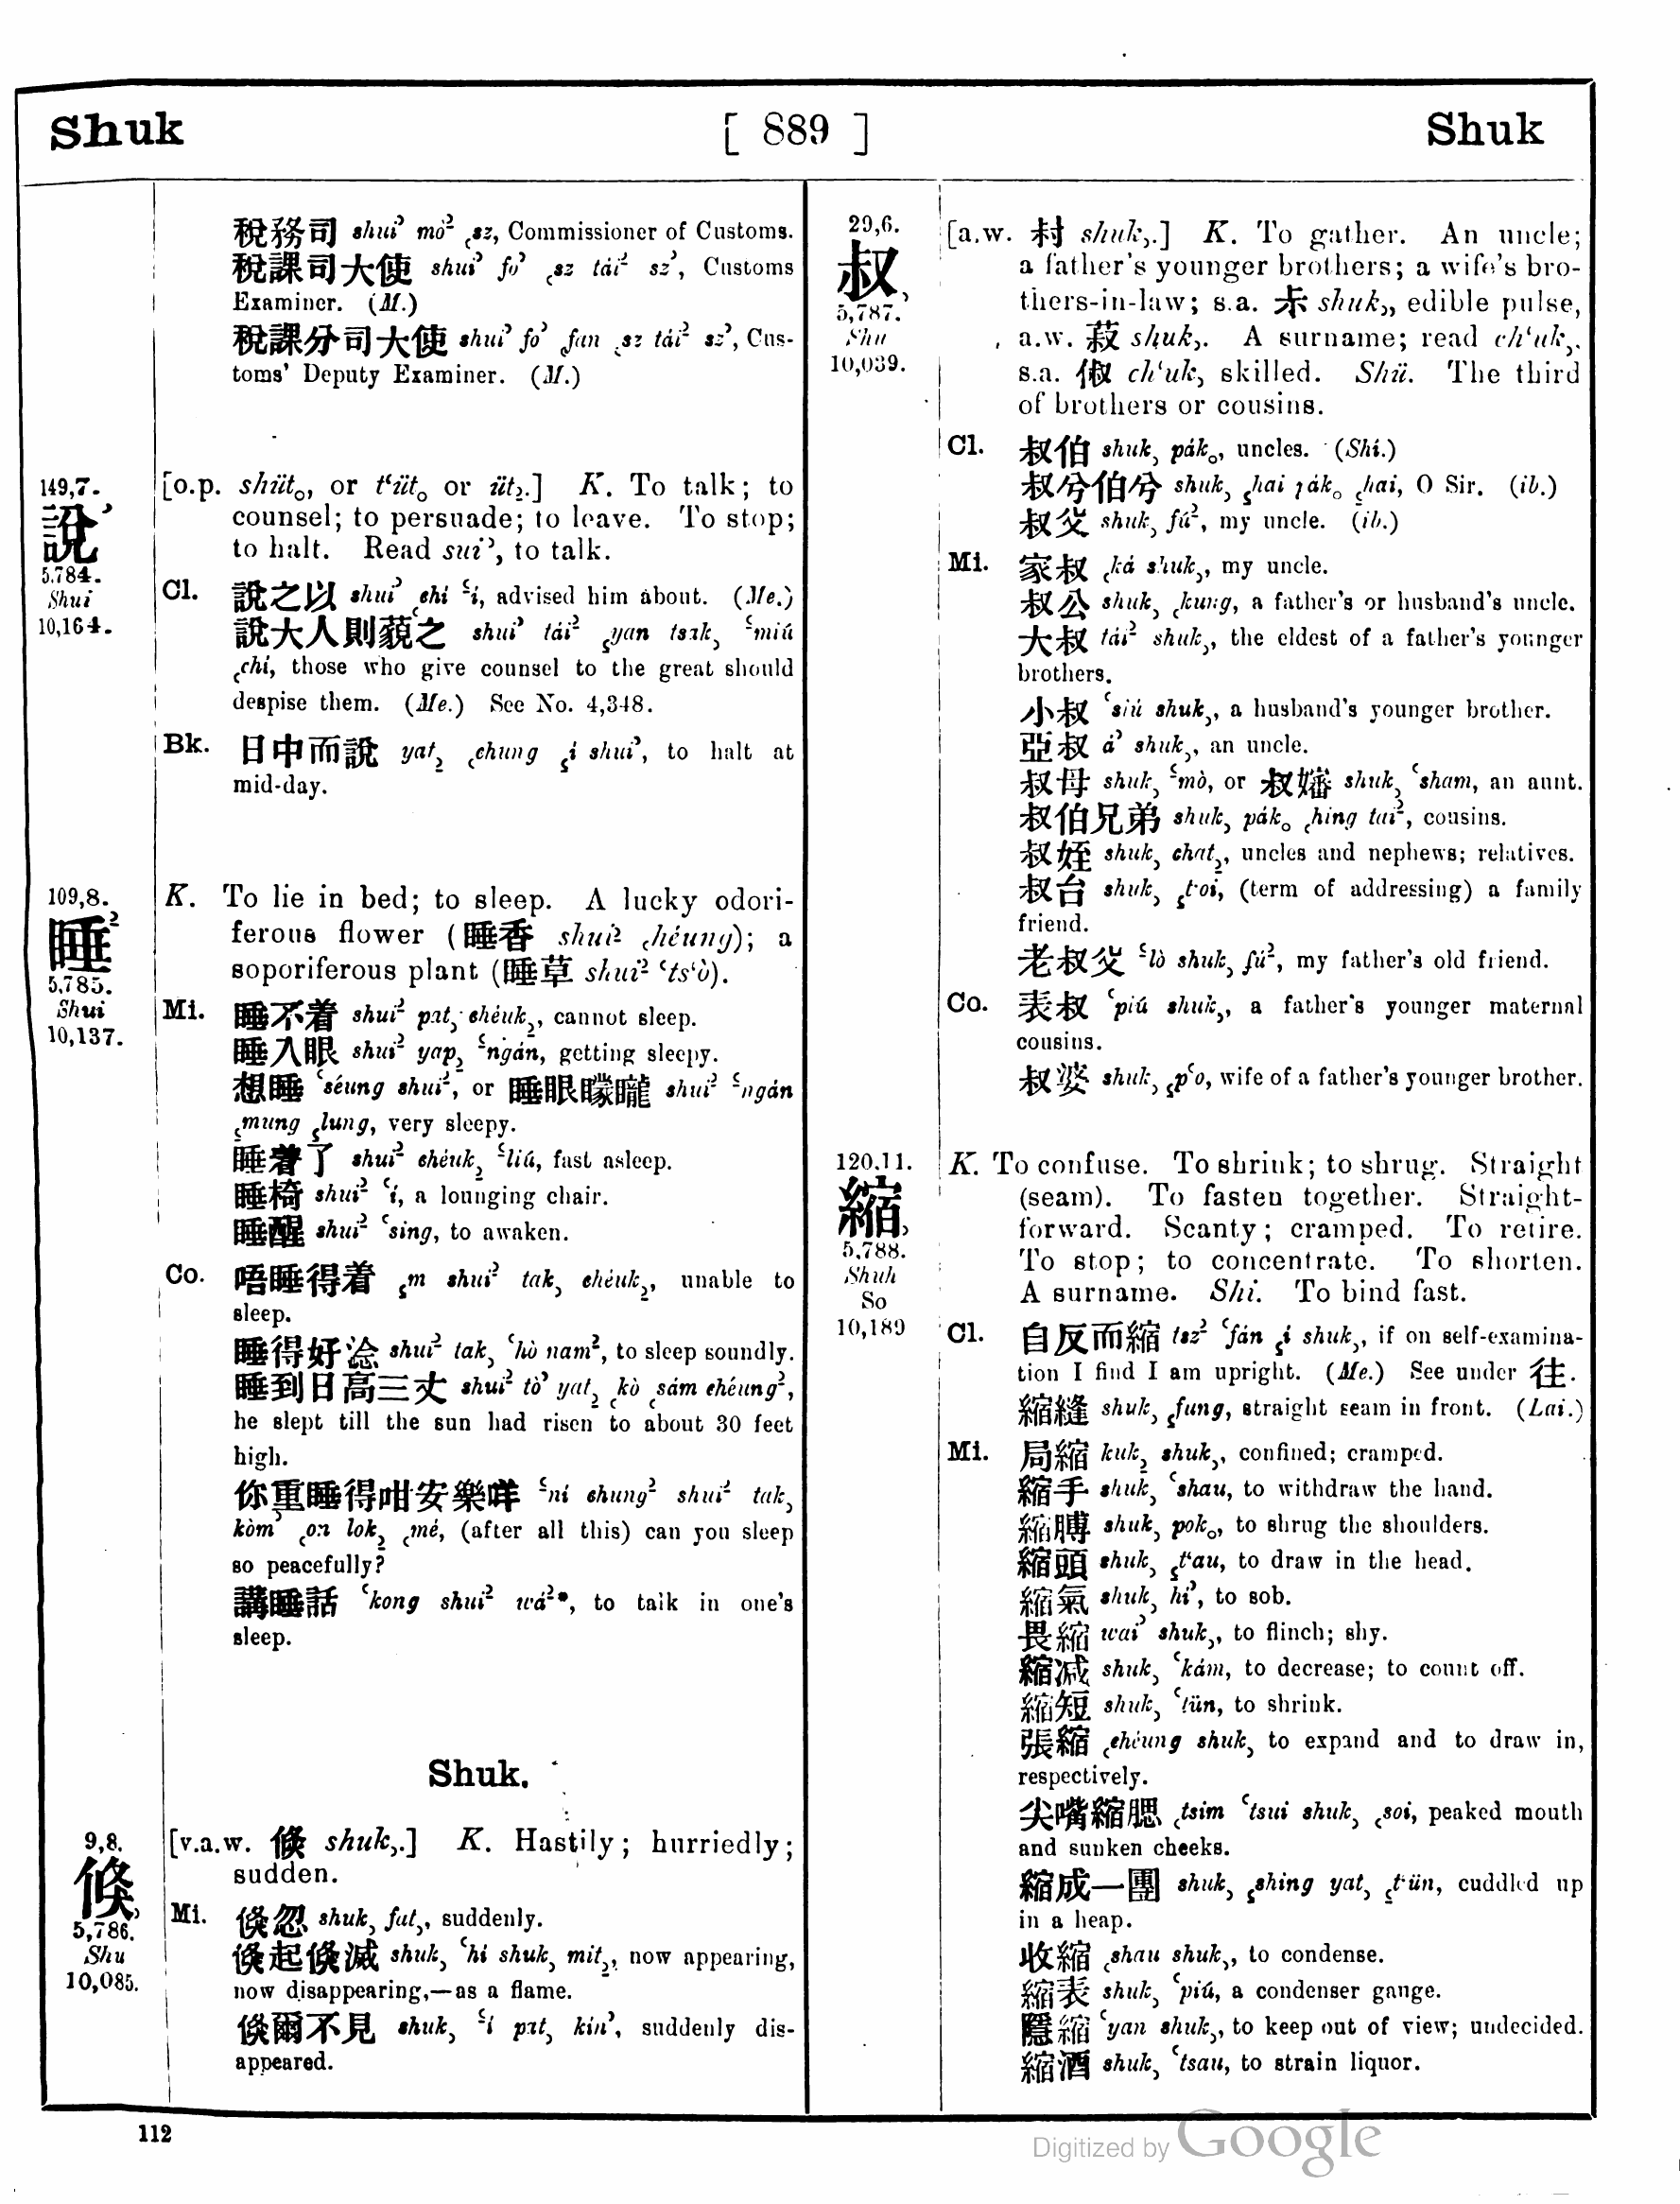 Shuk [ 889 ] Shuk
稅務司 shui⸣ mò² ⸤sz, Commissioner of Customs.
稅課司大使 shui⸣ fo⸣ ⸤sz tái² sz⸣, Customs
Examiner. (M.)
稅課分司大使 shui⸣ fo⸣ ⸤fan ⸤sz tái² sz⸣, Cus-
toms' Deputy Examiner. (M.)
149,7.
說⸣
5,784.
Shui
10,164.
[o.p. shüt。, or t‘üt。 or üt₂.] K. To talk; to
counsel; to persuade; to leave. To stop;
to halt. Read sui⸣, to talk.
Cl. 說之以 shui⸣ ⸤chi ⸢í, advised him about. (Me.)
說大人則藐之 shui⸣ tái² ⸤yan tsak⸥ ⸢miú
⸤chí, those who give counsel to the great should
despise them. (Me.) See No. 4,348.
Bk. 日中而說 yat₂ ⸤chung ⸤í shui⸣, to halt at
mid-day.
109,8.
睡²
5,785.
Shui
10,137.
K. To lie in bed; to sleep. A lucky odori-
ferous flower (睡香 shui² ⸤héung); a
soporiferous plant (睡草 shui² ⸢ts‘ò).
Mi. 睡不着 shui² pat⸥ chéuk₂, cannot sleep.
睡入眼 shui² yap₂ ⸢ngán, getting sleepy.
想睡 ⸢séung shui², or 睡眼矇曨 shui² ⸢ngán
⸤mung ⸤lung, very sleepy.
睡着了 shui² chéuk₂ ⸢liú, fast asleep.
睡椅 shui² ⸢í, a lounging chair.
睡醒 shui² ⸢sing, to awaken.
Co. 唔睡得着 ⸤m shui² tak⸥ chéuk₂, unable to
sleep.
睡得好淰 shui² tak⸥ ⸢hò nam², to sleep soundly.
睡到日高三丈 shui² tò⸣ yat₂ ⸤kò ⸤sám chéung²,
he slept till the sun had risen to about 30 feet
high.
你重睡得咁安樂咩 ⸢ní chung² shui² tak⸥
kòm⸣ ⸤on lok₂ ⸤mé, (after all this) can you sleep
so peacefully?
講睡話 ⸢kong shui² wá²*, to talk in one's
sleep.
Shuk.
9,8.
倏⸥
5,786.
Shu
10,085.
[v.a.w. 倐 shuk⸥.] K. Hastily; hurriedly;
sudden.
Mi. 倏忽 shuk⸥ fat⸥, suddenly.
倏起倏滅 shuk⸥ ⸢hi shuk⸥ mit₂, now appearing,
now disappearing,—as a flame.
倏爾不見 shuk⸥ ⸢í pat⸥ kín⸣, suddenly dis-
appeared.
29,6.
叔⸥
5,787.
Shu
10,039.
[a.w. 村 shuk⸥.] K. To gather. An uncle;
a father's younger brothers; a wife's bro-
thers-in-law; s.a. 尗 shuk⸥, edible pulse,
a.w. 菽 shuk⸥. A surname; read ch‘uk⸥.
s.a. 俶 ch‘uk⸥ skilled. Shü. The third
of brothers or cousins.
Cl. 叔伯 shuk⸥ pák。, uncles. (Shí.)
叔兮伯兮 shuk⸥ ⸤hai pák。 ⸤hai, O Sir. (ib.)
叔父 shuk⸥ fú², my uncle. (ib.)
Mi. 家叔 ⸤ká shuk⸥, my uncle.
叔公 shuk⸥ ⸤kung, a father's or husband's uncle.
大叔 tái² shuk⸥, the eldest of a father's younger
brothers.
小叔 ⸢siú shuk⸥, a husband's younger brother.
亞叔 á⸣ shuk⸥, an uncle.
叔母 shuk⸥ ⸢mò, or 叔嬸 shuk⸥ ⸢sham, an aunt.
叔伯兄弟 shuk⸥ pák。 ⸤hing tai², cousins.
叔姪 shuk⸥ chat₂, uncles and nephews; relatives.
叔台 shuk⸥ ⸤t‘oi, (term of addressing) a family
friend.
老叔父 ⸢lò shuk⸥ fú², my father's old friend.
Co. 表叔 ⸢piú shuk⸥, a father's younger maternal
cousins.
叔婆 shuk⸥ ⸤p‘o, wife of a father's younger brother.
120,11.
縮⸥
5,788.
Shuh
So
10,189
K. To confuse. To shrink; to shrug. Straight
(seam). To fasten together. Straight-
forward. Scanty; cramped. To retire.
To stop; to concentrate. To shorten.
A surname. Shi. To bind fast.
Cl. 自反而縮 tsz² ⸢fán ⸤í shuk⸥, if on self-examina-
tion I find I am upright. (Me.) See under 往.
縮縫 shuk⸥ ⸤fung, straight seam in front. (Lai.)
Mi. 局縮 kuk₂ shuk⸥, confined; cramped.
縮手 shuk⸥ ⸢shau, to withdraw the hand.
縮膊 shuk⸥ pok。, to shrug the shoulders.
縮頭 shuk⸥ ⸤t‘au, to draw in the head.
縮氣 shuk⸥ hí⸣, to sob.
畏縮 wai⸣ shuk⸥, to flinch; shy.
縮减 shuk⸥ ⸢kám, to decrease; to count off.
縮短 shuk⸥ ⸢tün, to shrink.
張縮 ⸤chéung shuk⸥ to expand and to draw in,
respectively.
尖嘴縮腮 ⸤tsim ⸢tsui shuk⸥ ⸤soi, peaked mouth
and sunken cheeks.
縮成一團 shuk⸥ ⸤shing yat⸥ ⸤t‘ün, cuddled up
in a heap.
收縮 ⸤shau shuk⸥, to condense.
縮表 shuk⸥ ⸢piú, a condenser gauge.
隱縮 ⸢yan shuk⸥, to keep out of view; undecided.
縮酒 shuk⸥ ⸢tsau, to strain liquor.
112
Digitized by Google